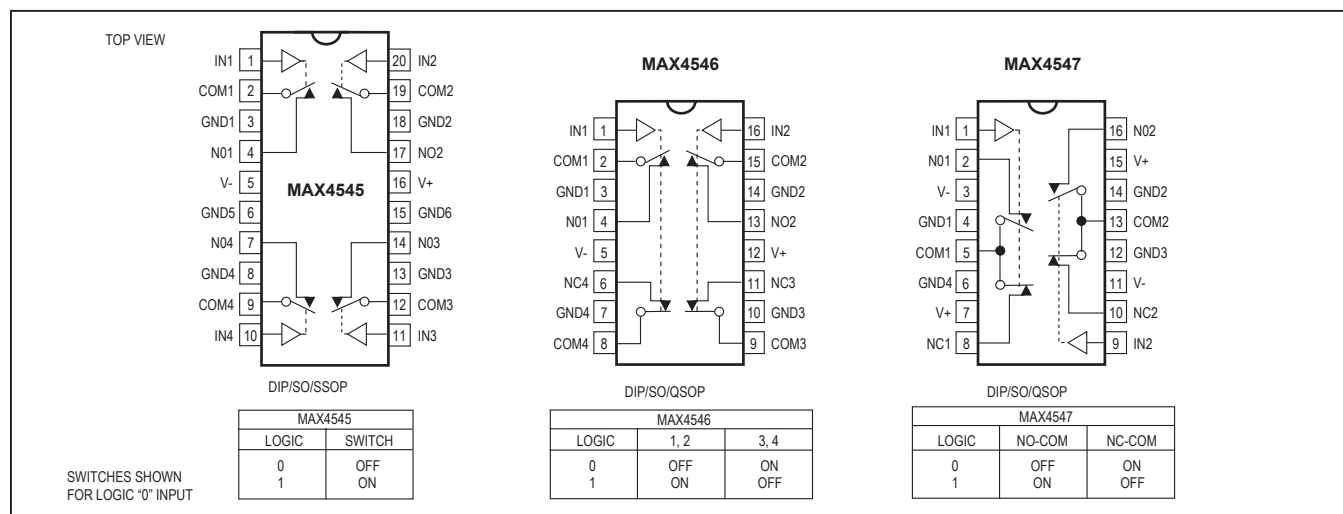 TOP VIEW
IN1 1 20 IN2
COM1 2 19 COM2
GND1 3 18 GND2
N01 4 17 NO2
V- 5 16 V+
MAX4545
GND5 6 15 GND6
N04 7 14 N03
GND4 8 13 GND3
COM4 9 12 COM3
IN4 10 11 IN3
DIP/SO/SSOP
MAX4545
LOGIC SWITCH
0 OFF
1 ON
SWITCHES SHOWN
FOR LOGIC “0” INPUT
MAX4546
IN1 1 16 IN2
COM1 2 15 COM2
GND1 3 14 GND2
N01 4 13 NO2
V- 5 12 V+
NC4 6 11 NC3
GND4 7 10 GND3
COM4 8 9 COM3
DIP/SO/QSOP
MAX4546
LOGIC 1, 2 3, 4
0 OFF ON
1 ON OFF
MAX4547
IN1 1 16 N02
N01 2 15 V+
V- 3 14 GND2
GND1 4 13 COM2
COM1 5 12 GND3
GND4 6 11 V-
V+ 7 10 NC2
NC1 8 9 IN2
DIP/SO/QSOP
MAX4547
LOGIC NO-COM NC-COM
0 OFF ON
1 ON OFF